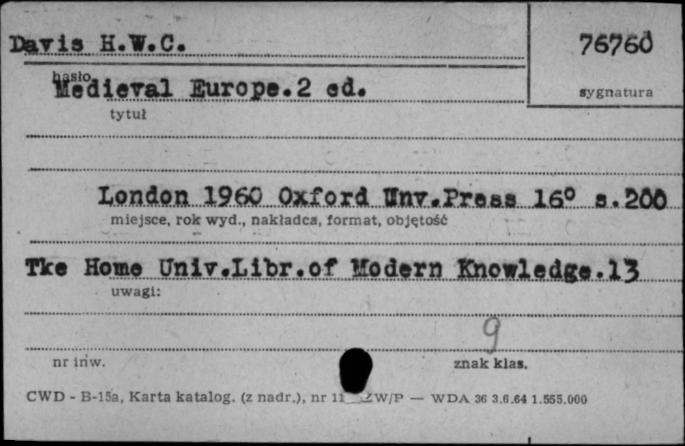 Davis H.W.C.
76760
hasło
sygnatura
Medieval Europe.2 ed.
tytuł
London 1960 Oxford Unv.Press 16° s.200
miejsce, rok wyd., nakładca, format, objętość
Tke Home Univ.Libr.of Modern Knowledge.13
uwagi:
9
nr inw.
znak klas.
CWD - B-15a, Karta katalog. (z nadr.), nr ZW/P — WDA 36 3.6.64 1.555.000